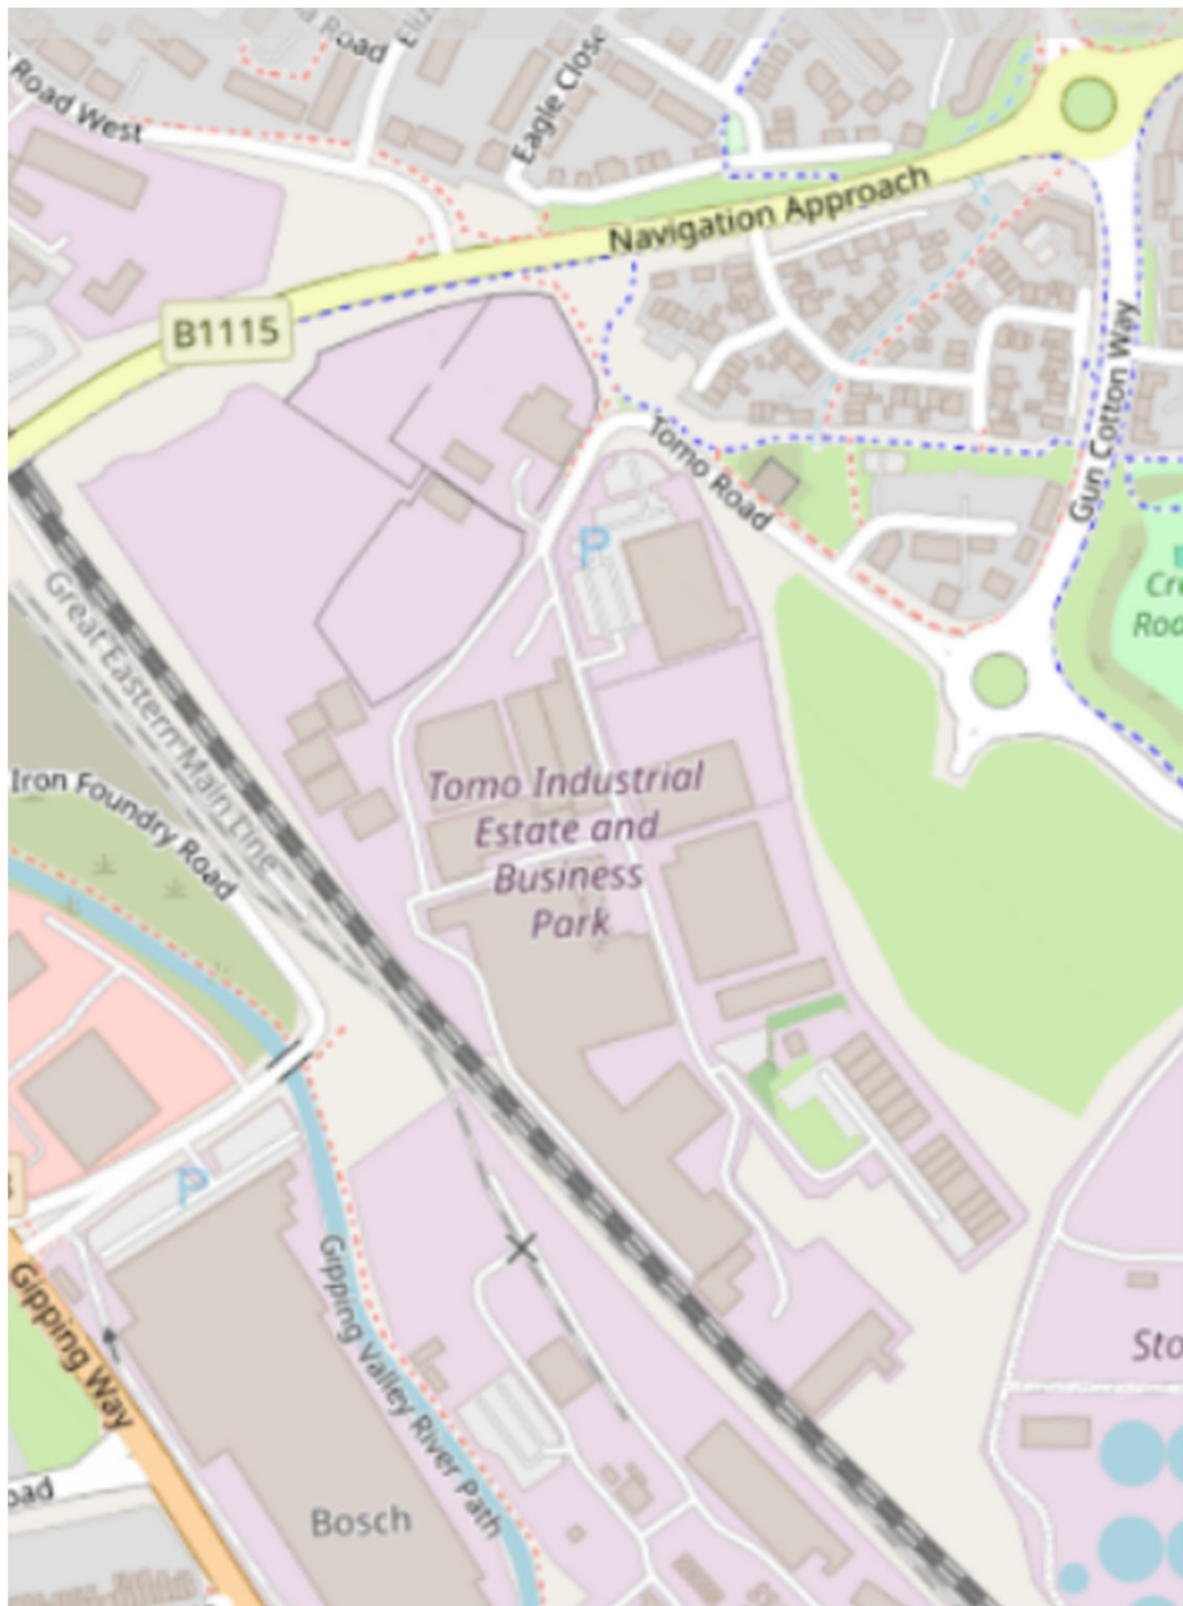 Road
Road West
Eagle Close
Navigation Approach
B1115
Gun Cotton Way
Tomo Road
P
Great Eastern Main Line
Tomo Industrial
Estate and
Business
Park
Iron Foundry Road
P
Gipping Valley River Path
Gipping Way
Bosch